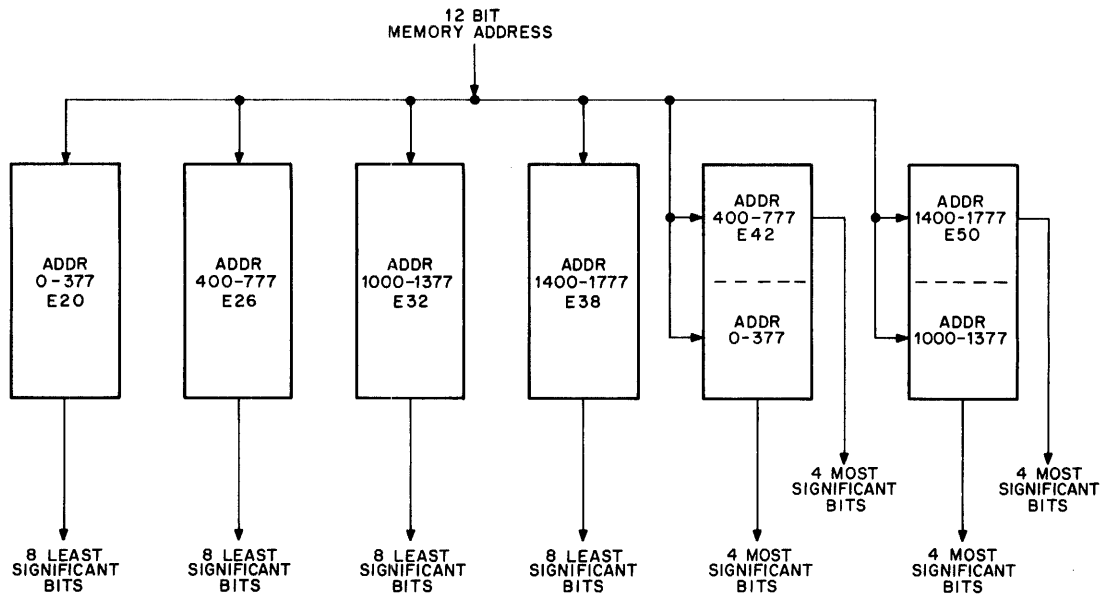 12 BIT
MEMORY ADDRESS
ADDR
0-377
E20
ADDR
400-777
E26
ADDR
1000-1377
E32
ADDR
1400-1777
E38
ADDR
400-777
E42
ADDR
0-377
ADDR
1400-1777
E50
ADDR
1000-1377
4 MOST
SIGNIFICANT
BITS
4 MOST
SIGNIFICANT
BITS
8 LEAST
SIGNIFICANT
BITS
8 LEAST
SIGNIFICANT
BITS
8 LEAST
SIGNIFICANT
BITS
8 LEAST
SIGNIFICANT
BITS
4 MOST
SIGNIFICANT
BITS
4 MOST
SIGNIFICANT
BITS